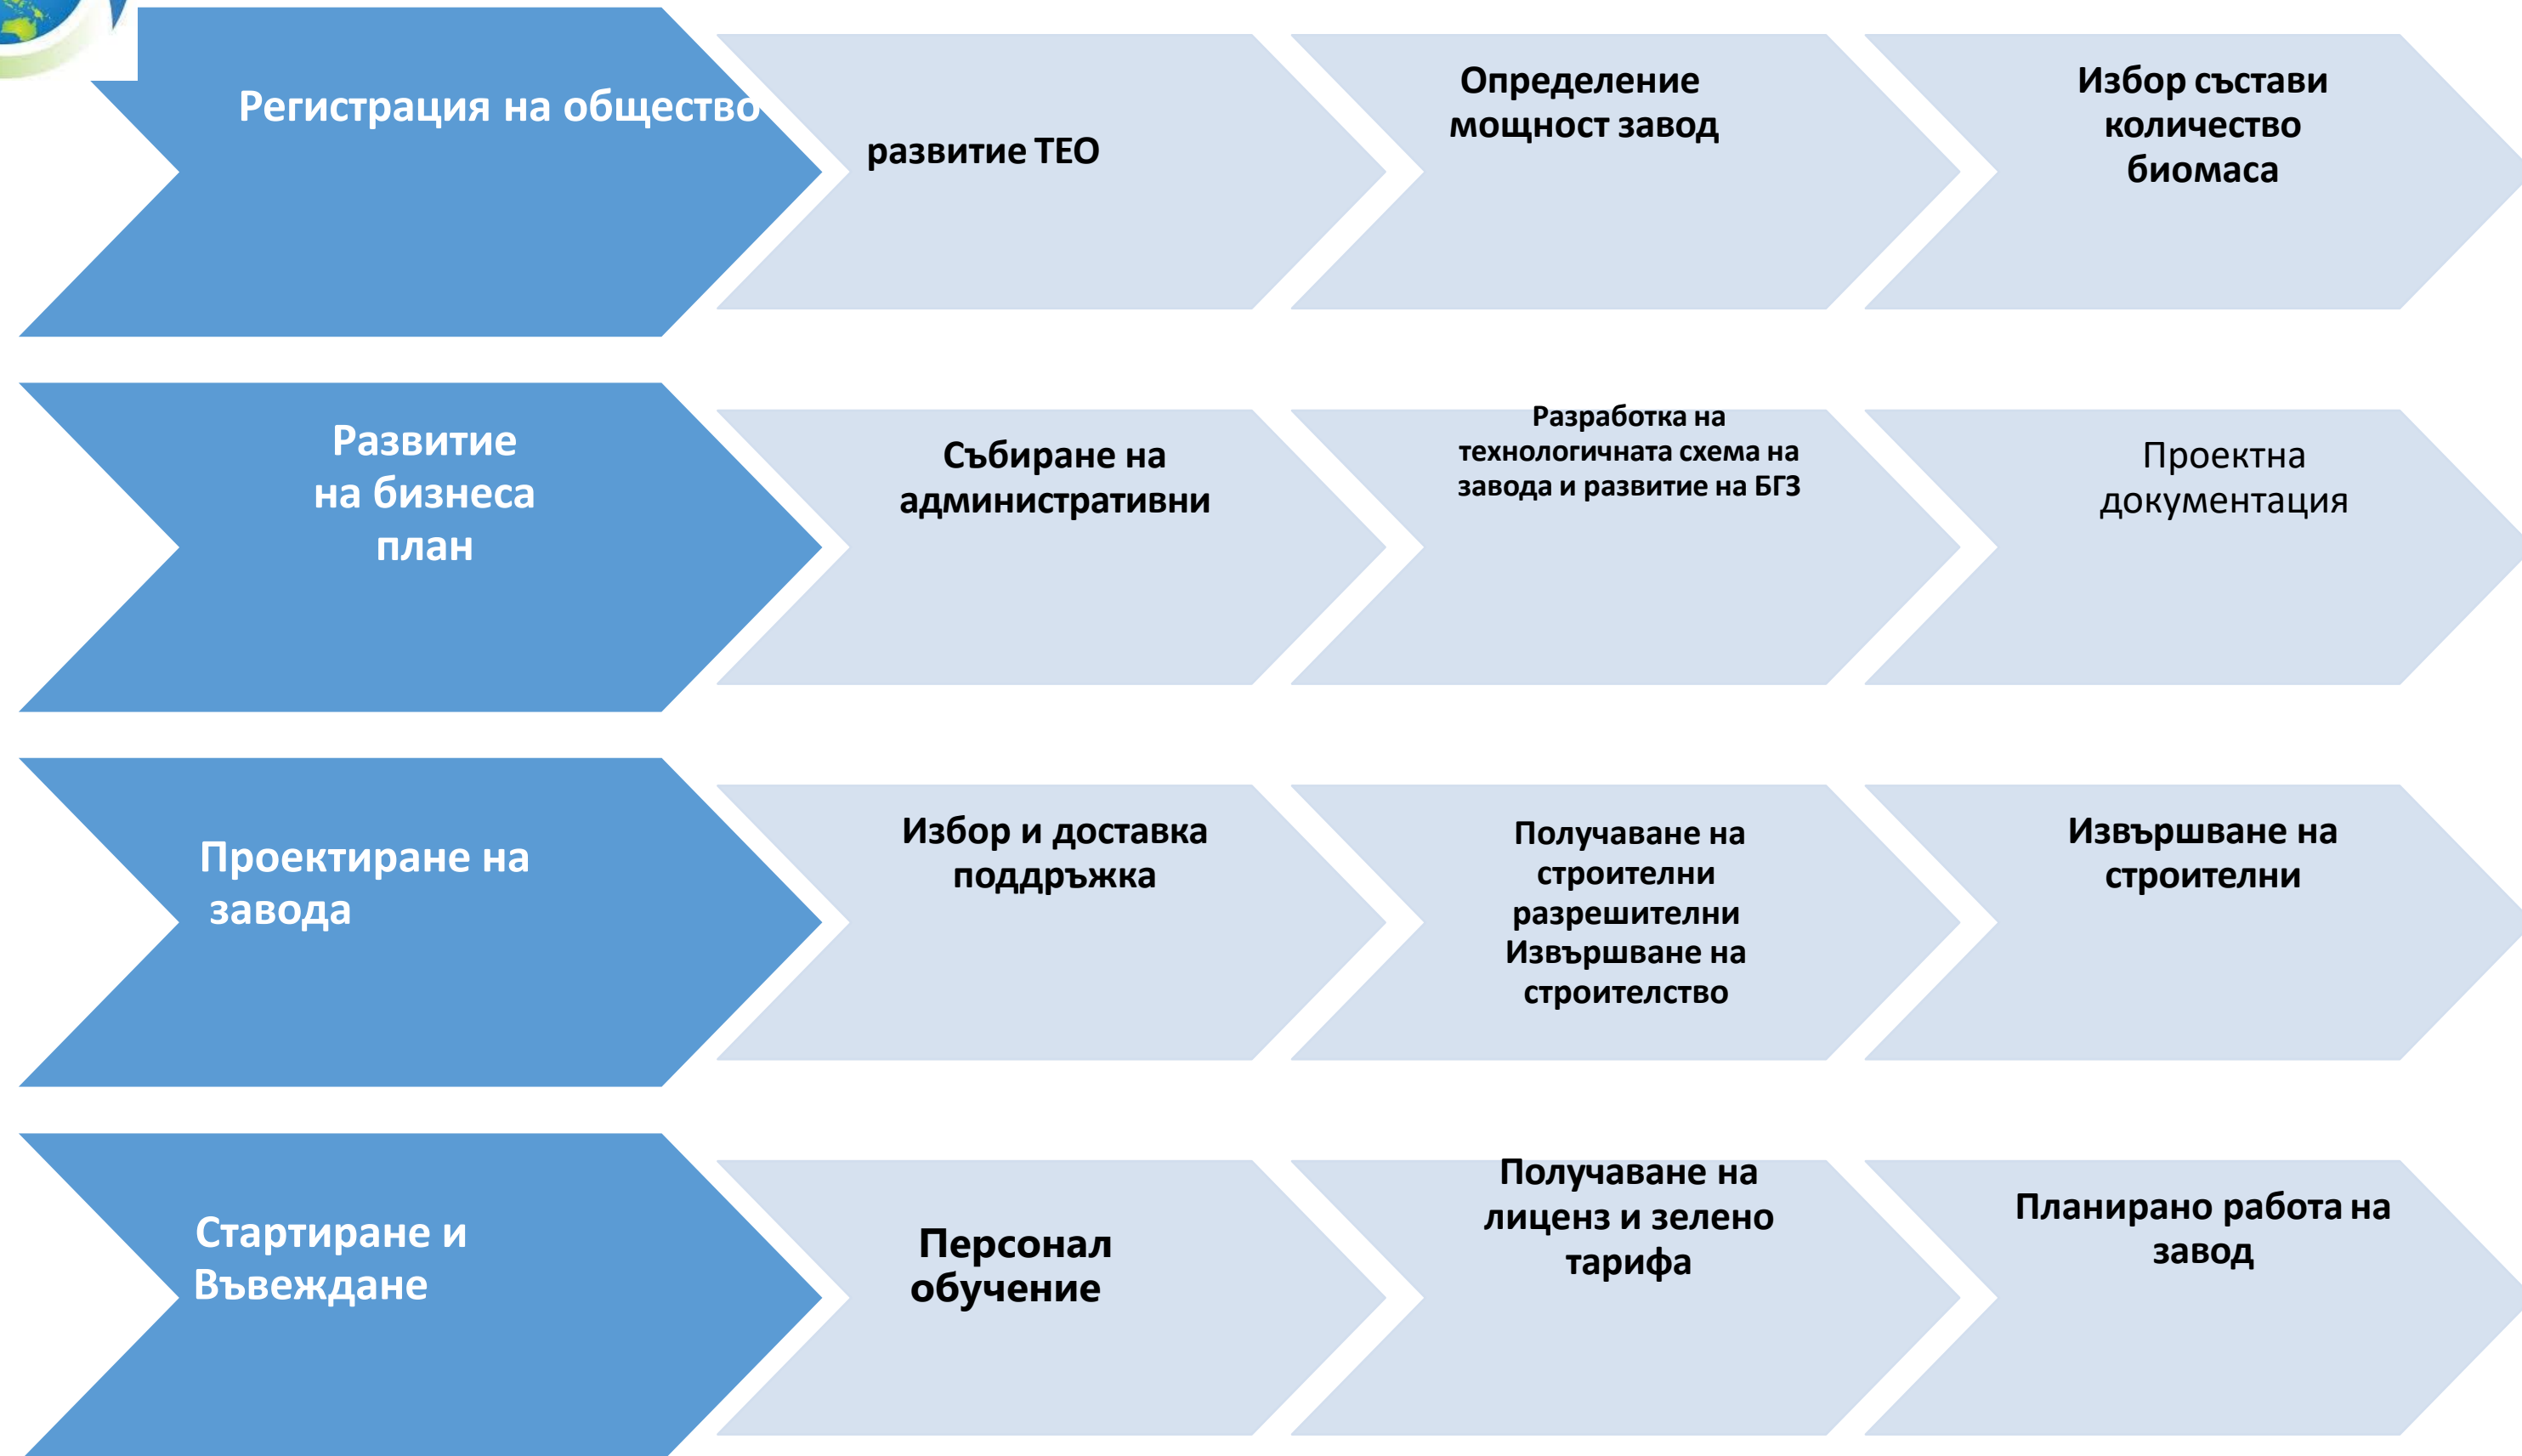 Регистрация на общество
развитие ТЕО
Определение
мощност завод
Избор състави
количество
биомаса
Развитие
на бизнеса
план
Събиране на
административни
Разработка на
технологичната схема на
завода и развитие на БГЗ
Проектна
документация
Проектиране на
завода
Избор и доставка
поддръжка
Получаване на
строителни
разрешителни
Извършване на
строителство
Извършване на
строителни
Стартиране и
Въвеждане
Персонал
обучение
Получаване на
лиценз и зелено
тарифа
Планирано работа на
завод